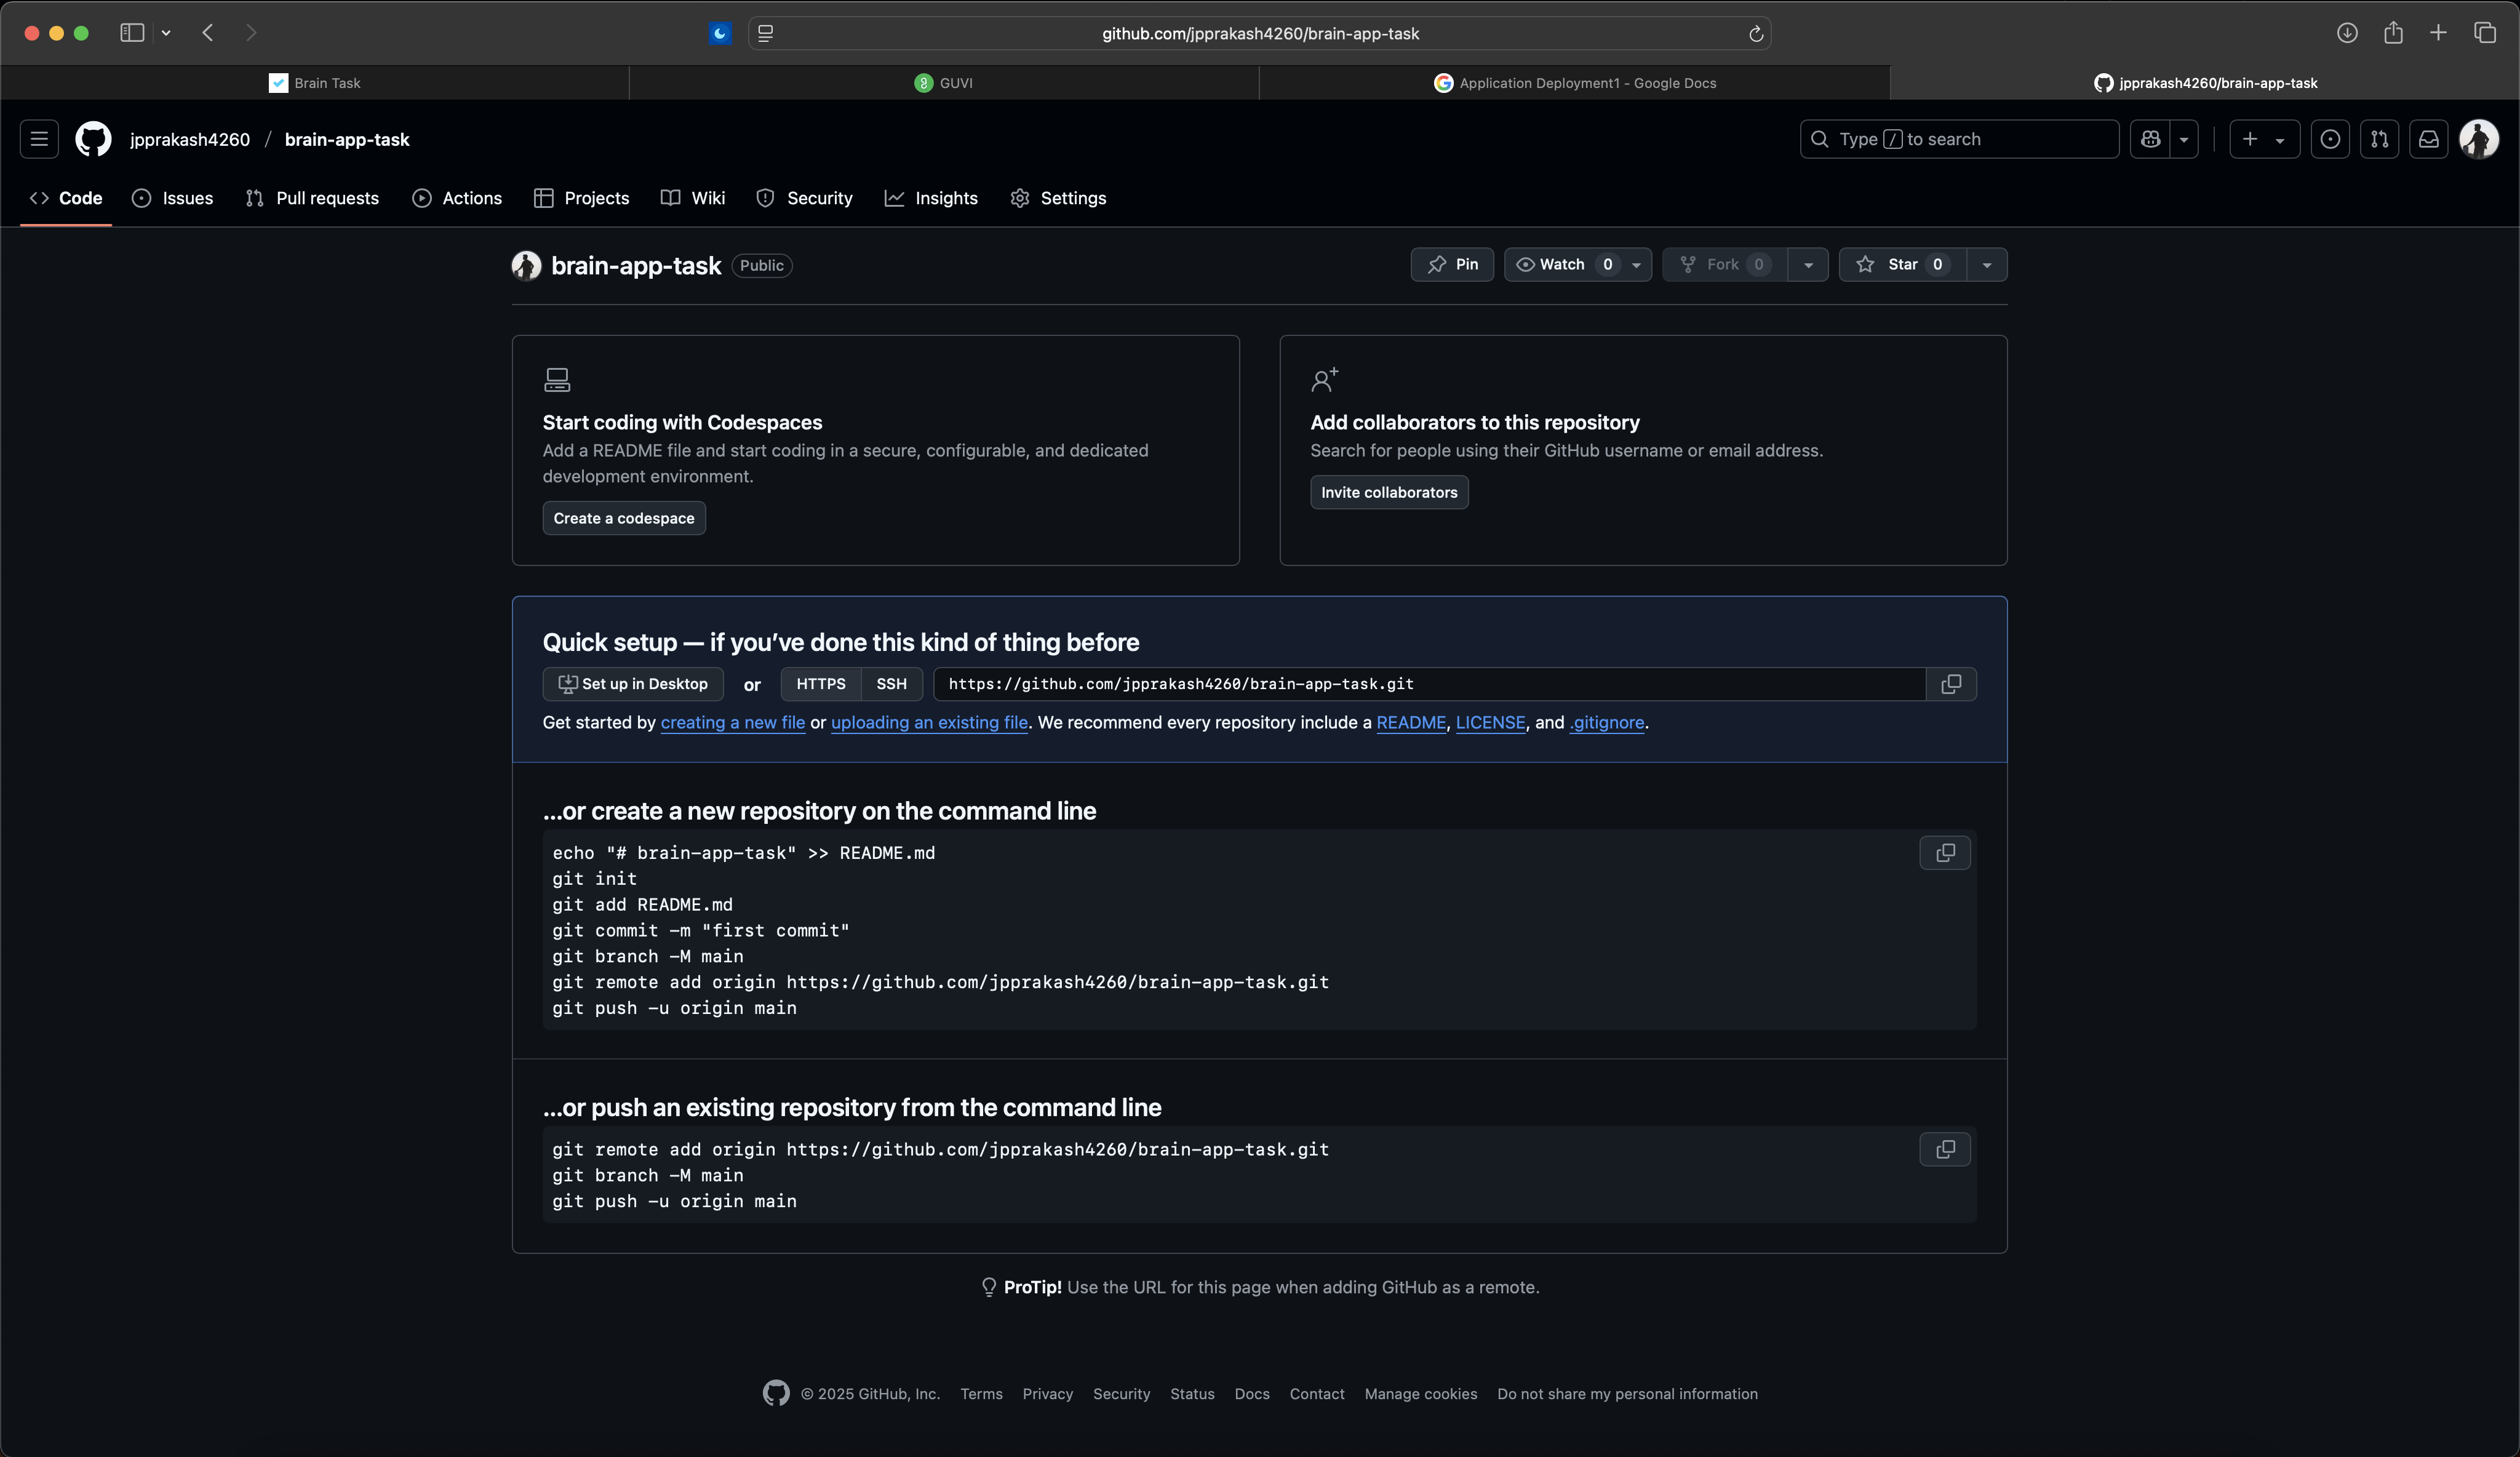 github.com/jpprakash4260/brain-app-task
Brain Task
GUVI
Application Deployment1 - Google Docs
jpprakash4260/brain-app-task
jpprakash4260 / brain-app-task
Type / to search
Code
Issues
Pull requests
Actions
Projects
Wiki
Security
Insights
Settings
brain-app-task Public
Pin
Watch 0
Fork 0
Star 0
Start coding with Codespaces
Add a README file and start coding in a secure, configurable, and dedicated
development environment.
Create a codespace
Add collaborators to this repository
Search for people using their GitHub username or email address.
Invite collaborators
Quick setup — if you’ve done this kind of thing before
Set up in Desktop or HTTPS SSH https://github.com/jpprakash4260/brain-app-task.git
Get started by creating a new file or uploading an existing file. We recommend every repository include a README, LICENSE, and .gitignore.
…or create a new repository on the command line
echo "# brain-app-task" >> README.md
git init
git add README.md
git commit -m "first commit"
git branch -M main
git remote add origin https://github.com/jpprakash4260/brain-app-task.git
git push -u origin main
…or push an existing repository from the command line
git remote add origin https://github.com/jpprakash4260/brain-app-task.git
git branch -M main
git push -u origin main
ProTip! Use the URL for this page when adding GitHub as a remote.
© 2025 GitHub, Inc. Terms Privacy Security Status Docs Contact Manage cookies Do not share my personal information